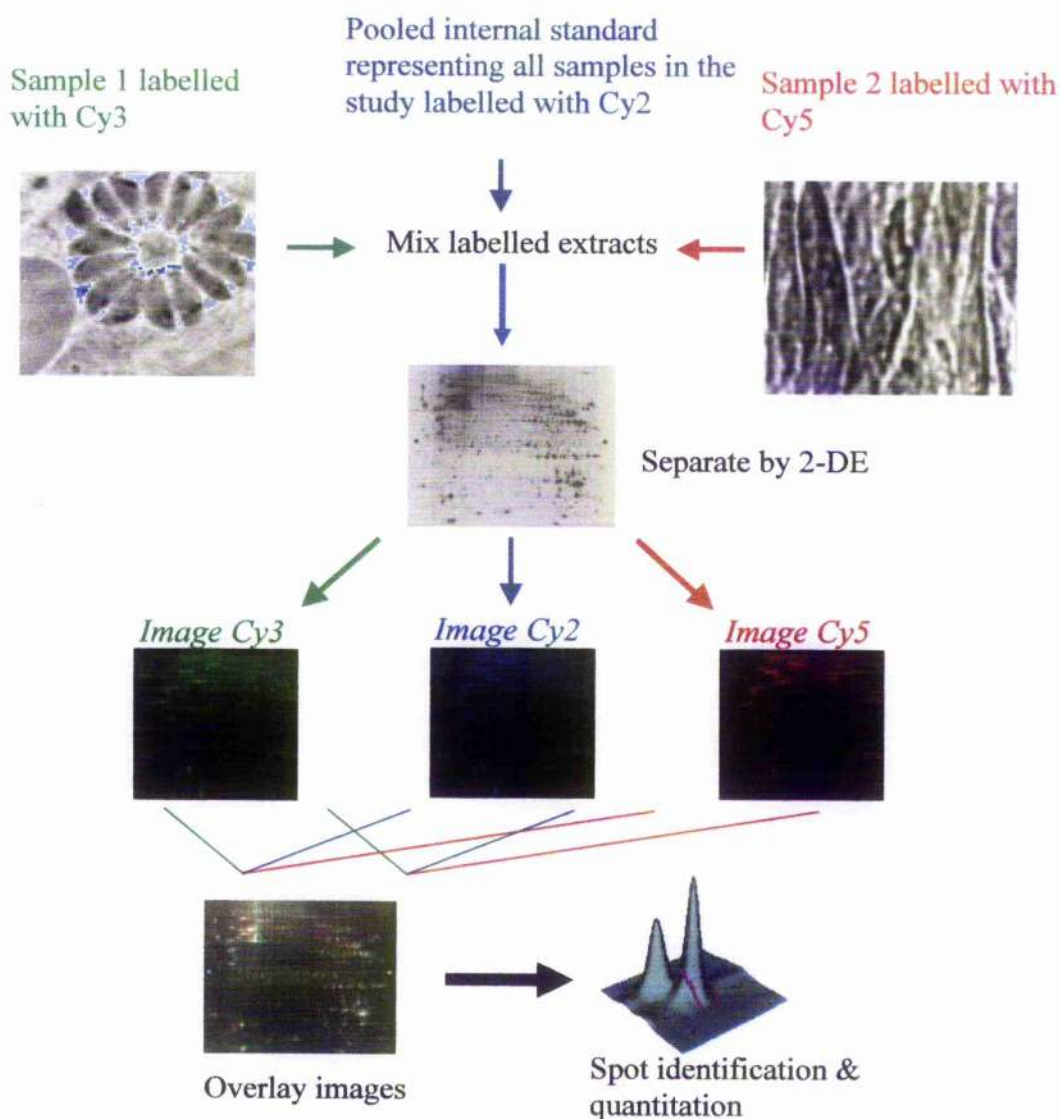 Pooled internal standard
representing all samples in the
study labelled with Cy2
Sample 1 labelled
with Cy3
Sample 2 labelled with
Cy5
Mix labelled extracts
Separate by 2-DE
Image Cy3
Image Cy2
Image Cy5
Overlay images
Spot identification &
quantitation